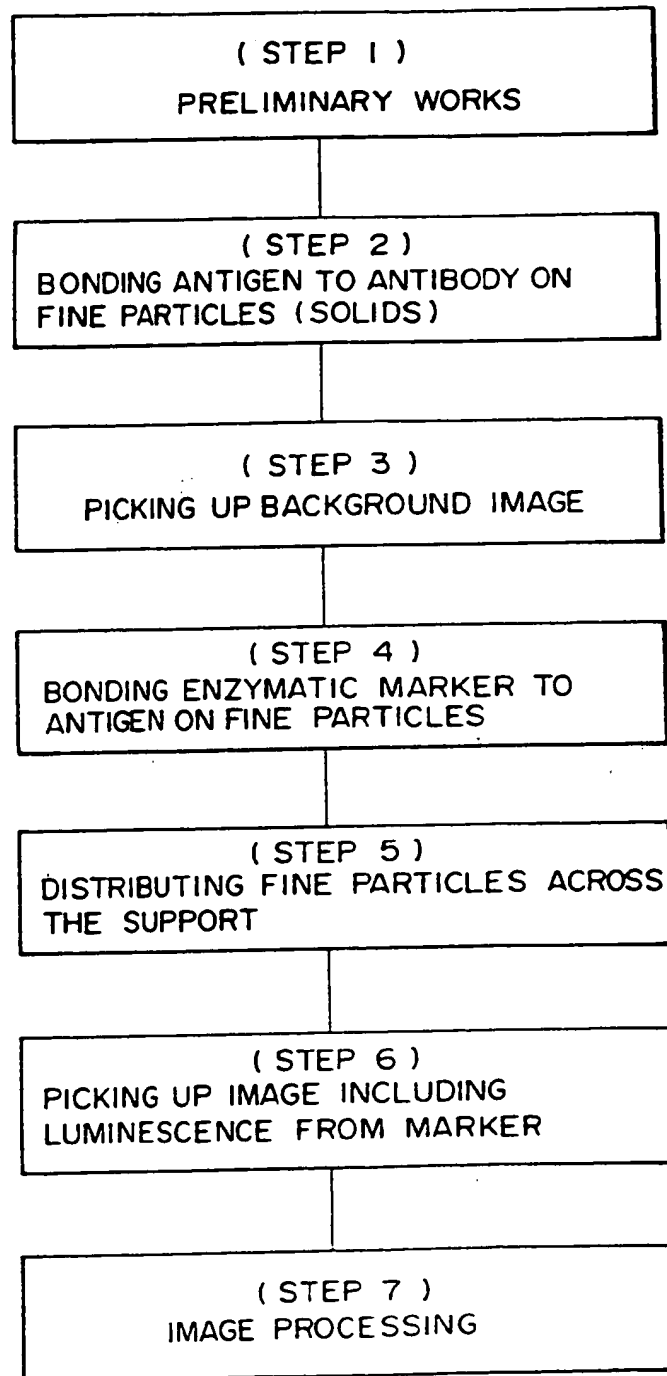 ( STEP 1 )
PRELIMINARY WORKS
( STEP 2 )
BONDING ANTIGEN TO ANTIBODY ON
FINE PARTICLES (SOLIDS)
( STEP 3 )
PICKING UP BACKGROUND IMAGE
( STEP 4 )
BONDING ENZYMATIC MARKER TO
ANTIGEN ON FINE PARTICLES
( STEP 5 )
DISTRIBUTING FINE PARTICLES ACROSS
THE SUPPORT
( STEP 6 )
PICKING UP IMAGE INCLUDING
LUMINESCENCE FROM MARKER
( STEP 7 )
IMAGE PROCESSING